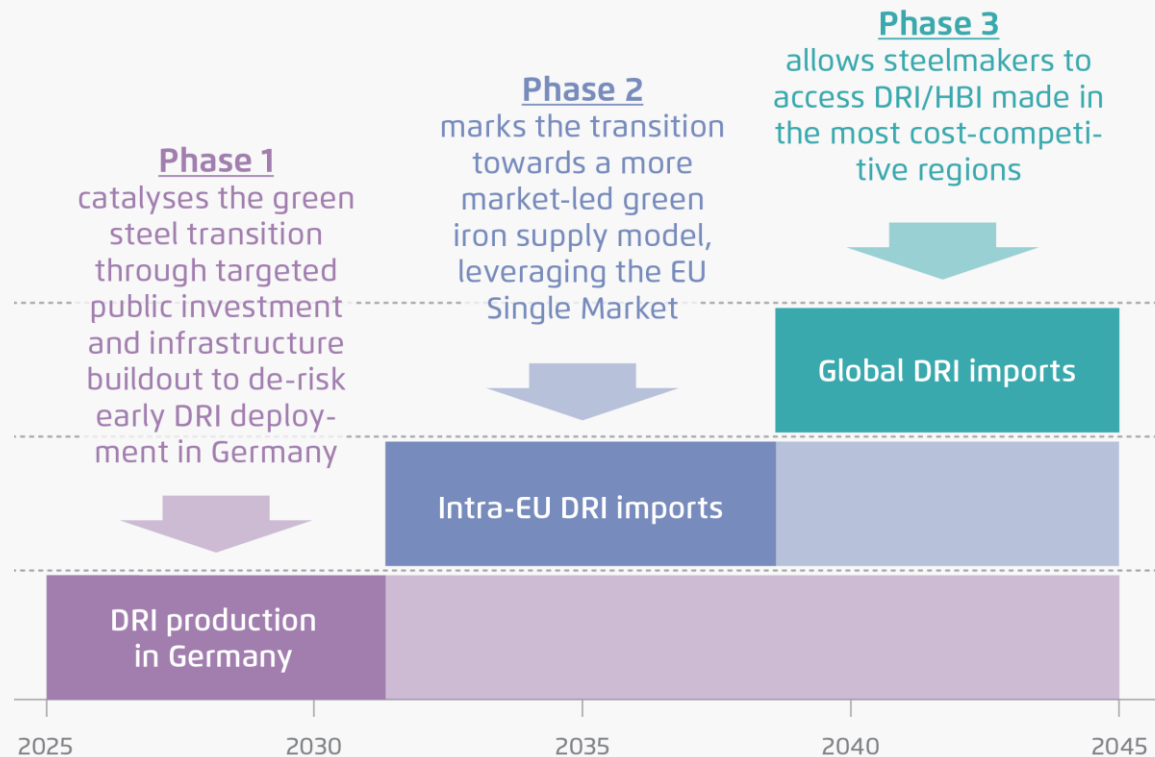 Phase 1
catalyses the green
steel transition
through targeted
public investment
and infrastructure
buildout to de-risk
early DRI deploy-
ment in Germany
Phase 2
marks the transition
towards a more
market-led green
iron supply model,
leveraging the EU
Single Market
Phase 3
allows steelmakers to
access DRI/HBI made in
the most cost-competi-
tive regions
Global DRI imports
Intra-EU DRI imports
DRI production
in Germany
2025
2030
2035
2040
2045